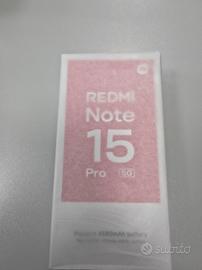 REDMI
Note
15
Pro 5G
subito